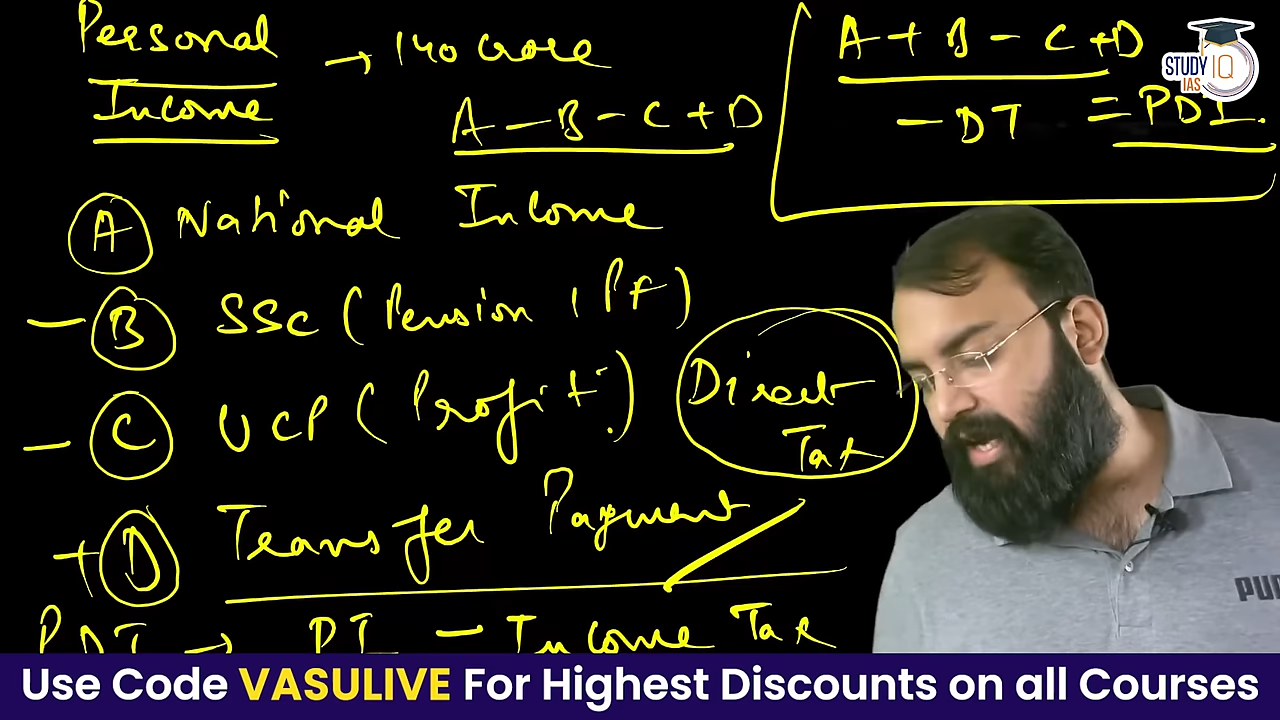 Personal
Income
→ 140 crore
A - B - C + D
A + B - C + D
- DT = PDI.
STUDY IQ
IAS
A National Income
- B SSC (Pension, Pf)
- C UCP (Profit)
Direct
Tax
+ D Transfer Payment
PDI → PI - Income Tax
PUM
Use Code VASULIVE For Highest Discounts on all Courses